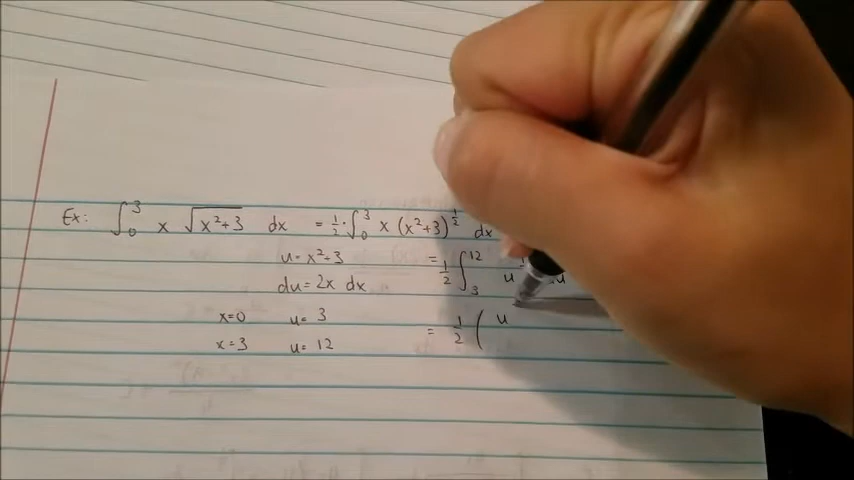 Ex: ∫₀³ x √(x²+3) dx = 1/2 · ∫₀³ x (x²+3)^(1/2) dx
u = x²+3 = 1/2 ∫₃¹² u du
du = 2x dx
x=0 u= 3 = 1/2 ( u
x=3 u= 12